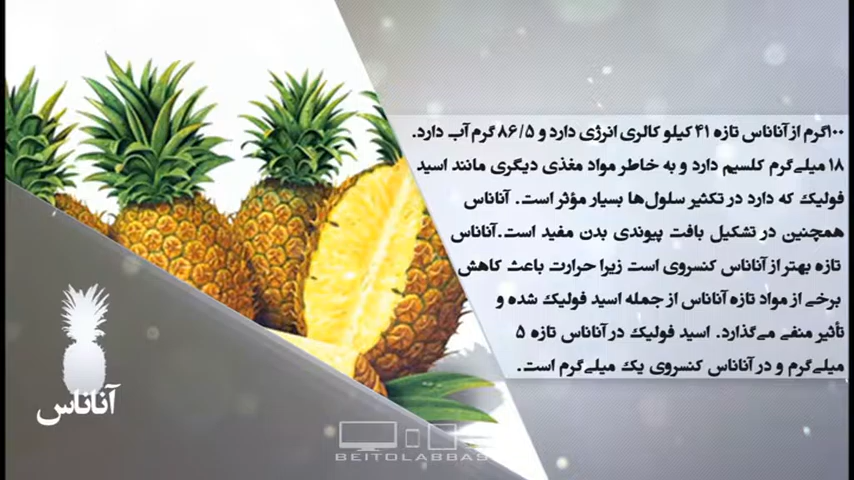 ۱۰۰گرم از آناناس تازه ۴۱ کیلو کالری انرژی دارد و ۸۶/۵ گرم آب دارد.
۱۸ میلی‌گرم کلسیم دارد و به خاطر مواد مغذی دیگری مانند اسید
فولیک که دارد در تکثیر سلول‌ها بسیار مؤثر است. آناناس
همچنین در تشکیل بافت پیوندی بدن مفید است.آناناس
تازه بهتر از آناناس کنسروی است زیرا حرارت باعث کاهش
برخی از مواد تازه آناناس از جمله اسید فولیک شده و
تأثیر منفی می‌گذارد. اسید فولیک در آناناس تازه ۵
میلی‌گرم و در آناناس کنسروی یک میلی‌گرم است.
آناناس
BEITOLABBAS